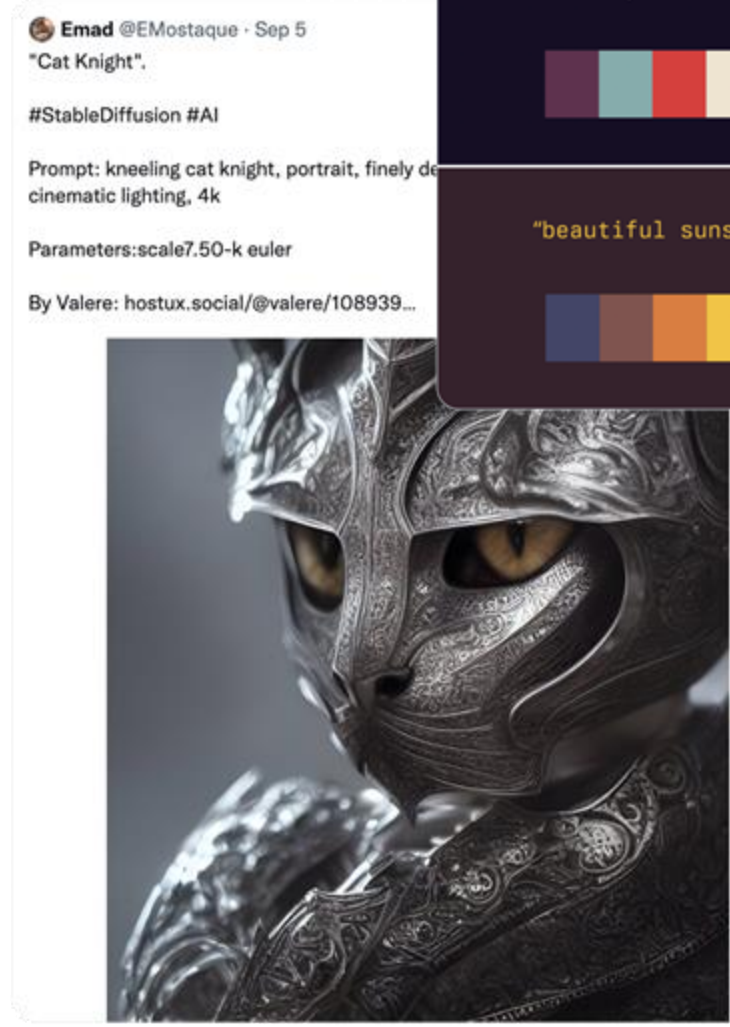 Emad @EMostaque · Sep 5
"Cat Knight".
#StableDiffusion #AI
Prompt: kneeling cat knight, portrait, finely de
cinematic lighting, 4k
Parameters:scale7.50-k euler
By Valere: hostux.social/@valere/108939...
“beautiful suns